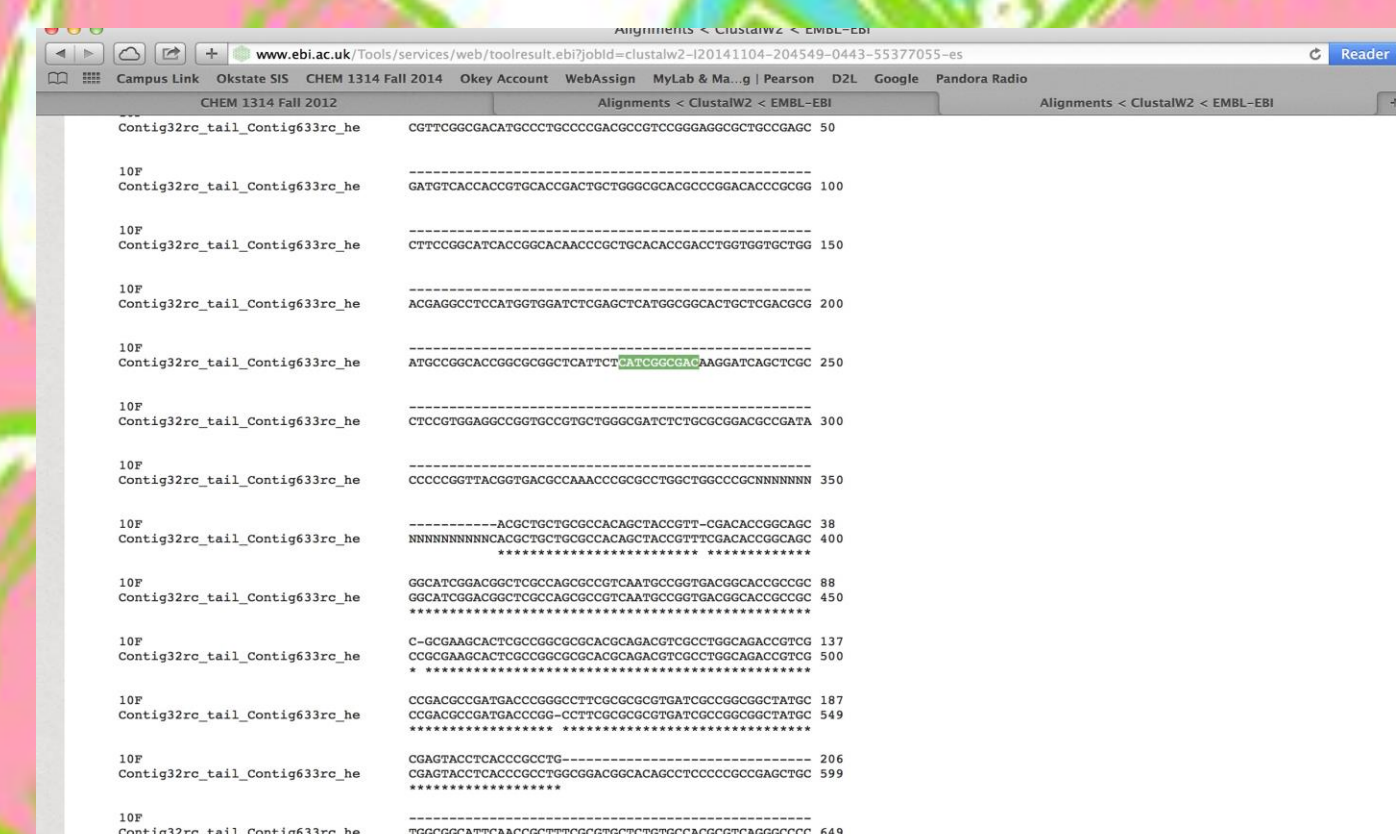 Alignments < ClustalW2 < EMBL-EBI
www.ebi.ac.uk/Tools/services/web/toolresult.ebi?jobId=clustalw2-I20141104-204549-0443-55377055-es Reader
Campus Link Okstate SIS CHEM 1314 Fall 2014 Okey Account WebAssign MyLab & Ma...g | Pearson D2L Google Pandora Radio
CHEM 1314 Fall 2012 Alignments < ClustalW2 < EMBL-EBI Alignments < ClustalW2 < EMBL-EBI
Contig32rc_tail_Contig633rc_he CGTTCGGCGACATGCCCTGCCCCGACGCCGTCCGGGAGGCGCTGCCGAGC 50
10F --------------------------------------------------
Contig32rc_tail_Contig633rc_he GATGTCACCACCGTGCACCGACTGCTGGGCGCACGCCCGGACACCCGCGG 100
10F --------------------------------------------------
Contig32rc_tail_Contig633rc_he CTTCCGGCATCACCGGCACAACCCGCTGCACACCGACCTGGTGGTGCTGG 150
10F --------------------------------------------------
Contig32rc_tail_Contig633rc_he ACGAGGCCTCCATGGTGGATCTCGAGCTCATGGCGGCACTGCTCGACGCG 200
10F --------------------------------------------------
Contig32rc_tail_Contig633rc_he ATGCCGGCACCGGCGCGGCTCATTCTCATCGGCGACAAGGATCAGCTCGC 250
10F --------------------------------------------------
Contig32rc_tail_Contig633rc_he CTCCGTGGAGGCCGGTGCCGTGCTGGGCGATCTCTGCGCGGACGCCGATA 300
10F --------------------------------------------------
Contig32rc_tail_Contig633rc_he CCCCCGGTTACGGTGACGCCAAACCCGCGCCTGGCTGGCCCGCNNNNNNN 350
10F -----------ACGCTGCTGCGCCACAGCTACCGTT-CGACACCGGCAGC 38
Contig32rc_tail_Contig633rc_he NNNNNNNNNNCACGCTGCTGCGCCACAGCTACCGTTTCGACACCGGCAGC 400
************************* *************
10F GGCATCGGACGGCTCGCCAGCGCCGTCAATGCCGGTGACGGCACCGCCGC 88
Contig32rc_tail_Contig633rc_he GGCATCGGACGGCTCGCCAGCGCCGTCAATGCCGGTGACGGCACCGCCGC 450
**************************************************
10F C-GCGAAGCACTCGCCGGCGCGCACGCAGACGTCGCCTGGCAGACCGTCG 137
Contig32rc_tail_Contig633rc_he CCGCGAAGCACTCGCCGGCGCGCACGCAGACGTCGCCTGGCAGACCGTCG 500
* ************************************************
10F CCGACGCCGATGACCCGGGCCTTCGCGCGCGTGATCGCCGGCGGCTATGC 187
Contig32rc_tail_Contig633rc_he CCGACGCCGATGACCCGG-CCTTCGCGCGCGTGATCGCCGGCGGCTATGC 549
****************** *******************************
10F CGAGTACCTCACCCGCCTG------------------------------- 206
Contig32rc_tail_Contig633rc_he CGAGTACCTCACCCGCCTGGCGGACGGCACAGCCTCCCCCGCCGAGCTGC 599
*******************
10F --------------------------------------------------
Contig32rc_tail_Contig633rc_he TGGCGGCATTCAACCGCTTTCGCGTGCTCTGTGCCACGCGTCAGGGCCCC 649